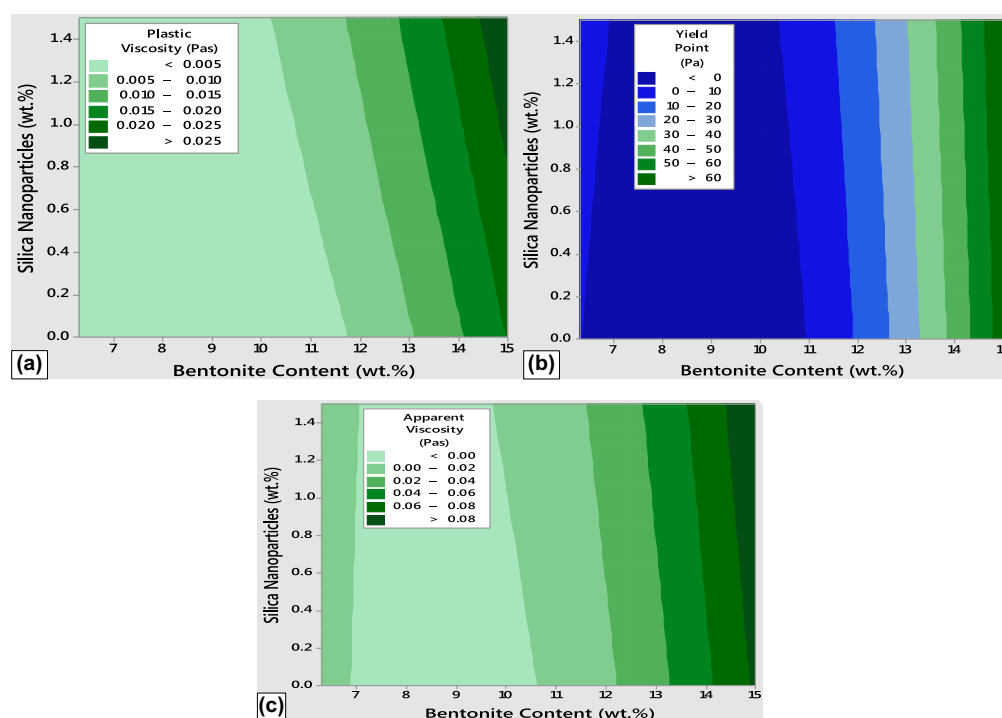 Plastic
Viscosity (Pas)
< 0.005
0.005 – 0.010
0.010 – 0.015
0.015 – 0.020
0.020 – 0.025
> 0.025
1.4
1.2
1.0
0.8
0.6
0.4
0.2
0.0
Silica Nanoparticles (wt.%)
7 8 9 10 11 12 13 14 15
Bentonite Content (wt.%)
(a)
Yield
Point
(Pa)
< 0
0 – 10
10 – 20
20 – 30
30 – 40
40 – 50
50 – 60
> 60
1.4
1.2
1.0
0.8
0.6
0.4
0.2
0.0
Silica Nanoparticles (wt.%)
7 8 9 10 11 12 13 14
Bentonite Content (wt.%)
(b)
Apparent
Viscosity
(Pas)
< 0.00
0.00 – 0.02
0.02 – 0.04
0.04 – 0.06
0.06 – 0.08
> 0.08
1.4
1.2
1.0
0.8
0.6
0.4
0.2
0.0
Silica Nanoparticles (wt.%)
7 8 9 10 11 12 13 14 15
Bentonite Content (wt.%)
(c)